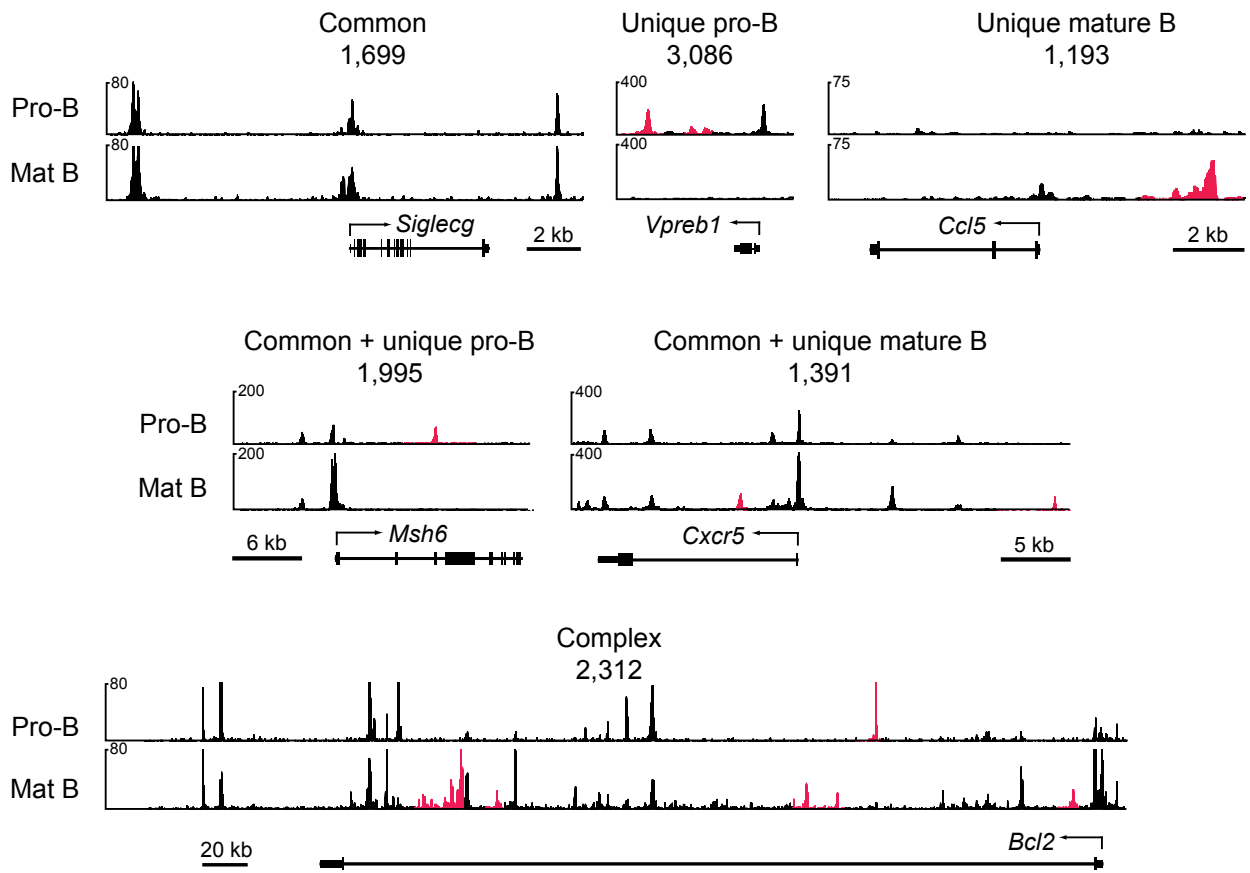 Common
1,699
Unique pro-B
3,086
Unique mature B
1,193
Pro-B
80
400
75
Mat B
80
400
75
Siglecg
2 kb
Vpreb1
Ccl5
2 kb
Common + unique pro-B
1,995
Common + unique mature B
1,391
Pro-B
200
400
Mat B
200
400
6 kb
Msh6
Cxcr5
5 kb
Complex
2,312
Pro-B
80
Mat B
80
20 kb
Bcl2